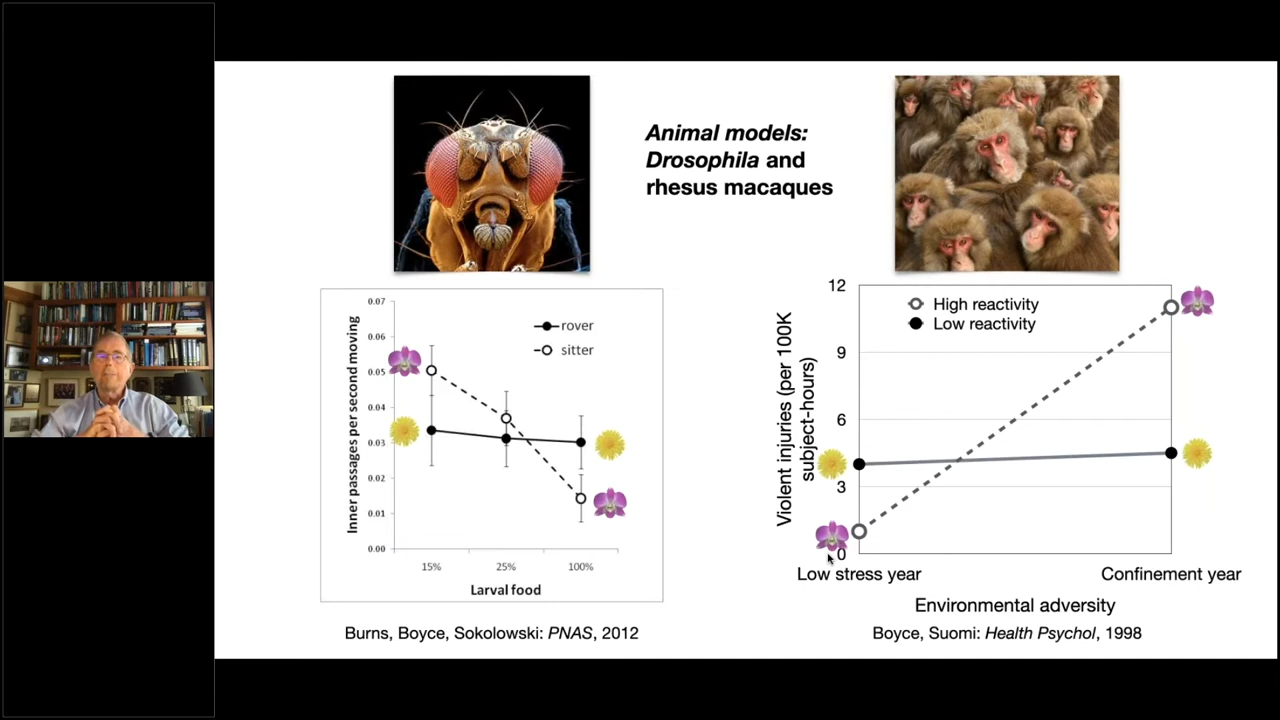 Animal models:
Drosophila and
rhesus macaques
0.07
0.06
0.05
0.04
0.03
0.02
0.01
0.00
Inner passages per second moving
rover
sitter
15% 25% 100%
Larval food
Burns, Boyce, Sokolowski: PNAS, 2012
12
9
6
3
0
Violent injuries (per 100K
subject-hours)
High reactivity
Low reactivity
Low stress year Confinement year
Environmental adversity
Boyce, Suomi: Health Psychol, 1998